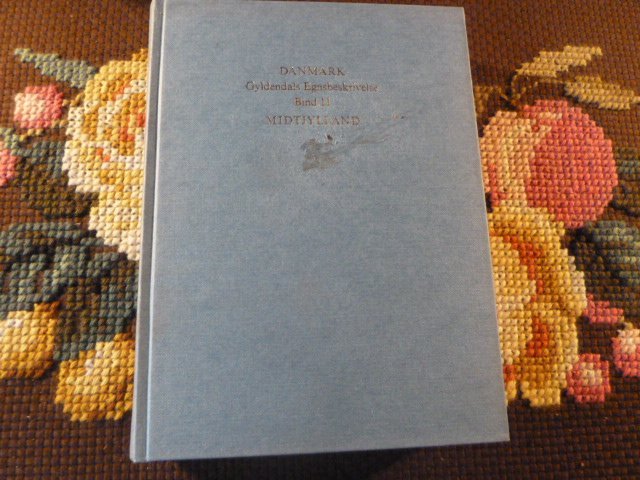 DANMARK
Gyldendals Egnsbeskrivelse
Bind 11
MIDTJYLLAND